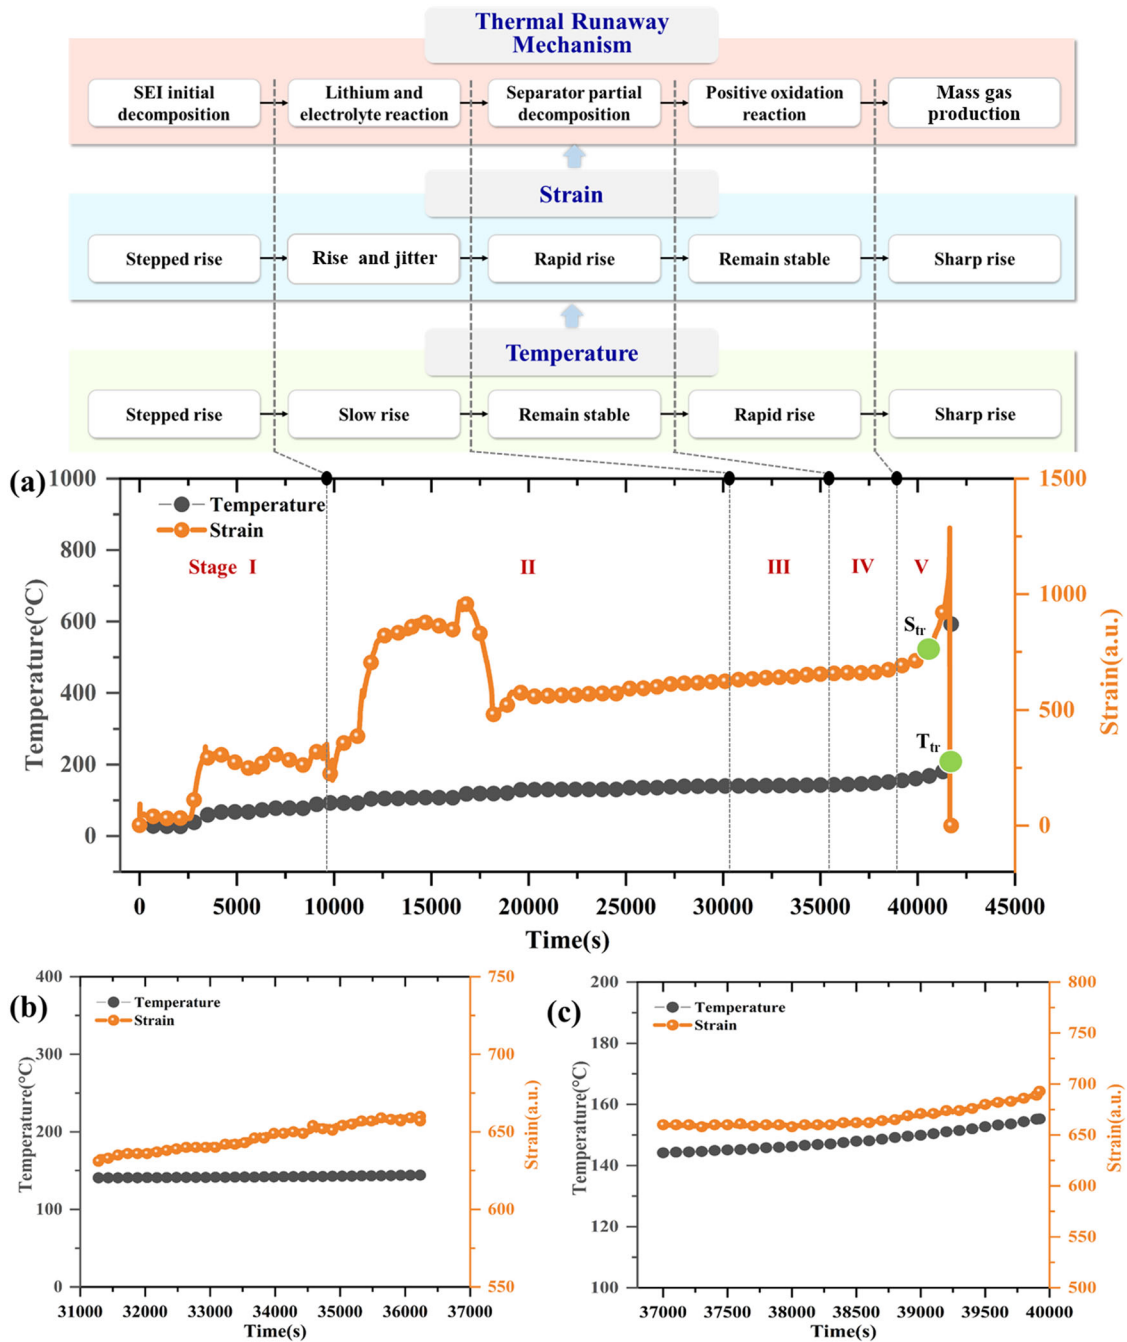 Thermal Runaway
Mechanism
SEI initial
decomposition
Lithium and
electrolyte reaction
Separator partial
decomposition
Positive oxidation
reaction
Mass gas
production
Strain
Stepped rise
Rise and jitter
Rapid rise
Remain stable
Sharp rise
Temperature
Stepped rise
Slow rise
Remain stable
Rapid rise
Sharp rise
(a)
Temperature
Strain
Stage I
II
III
IV
V
Str
Ttr
1000
800
600
400
200
0
Temperature(°C)
1500
1000
500
0
Strain(a.u.)
0 5000 10000 15000 20000 25000 30000 35000 40000 45000
Time(s)
(b)
Temperature
Strain
400
300
200
100
0
Temperature(°C)
750
700
650
600
550
Strain(a.u.)
31000 32000 33000 34000 35000 36000 37000
Time(s)
(c)
Temperature
Strain
200
180
160
140
120
100
Temperature(°C)
800
750
700
650
600
550
500
Strain(a.u.)
37000 37500 38000 38500 39000 39500 40000
Time(s)